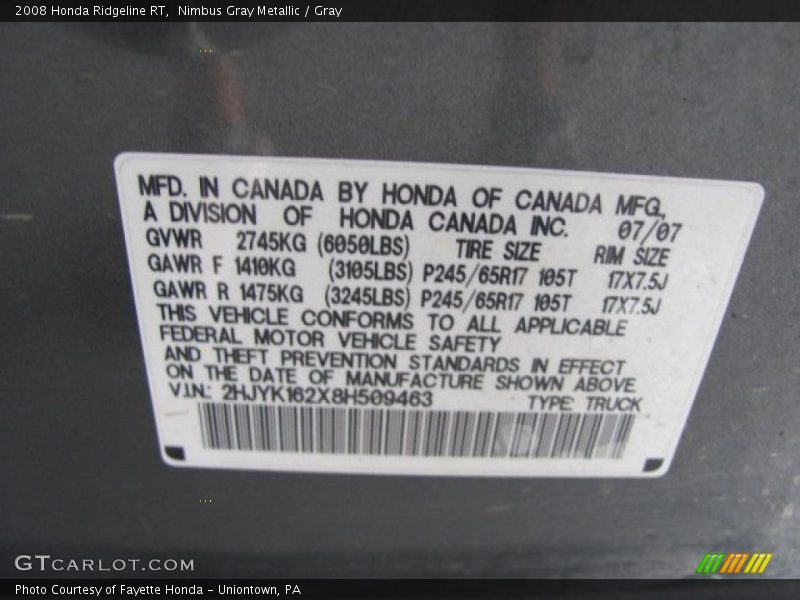 2008 Honda Ridgeline RT, Nimbus Gray Metallic / Gray
MFD. IN CANADA BY HONDA OF CANADA MFG.,
A DIVISION OF HONDA CANADA INC. 07/07
GVWR 2745KG (6050LBS) TIRE SIZE RIM SIZE
GAWR F 1410KG (3105LBS) P245/65R17 105T 17X7.5J
GAWR R 1475KG (3245LBS) P245/65R17 105T 17X7.5J
THIS VEHICLE CONFORMS TO ALL APPLICABLE
FEDERAL MOTOR VEHICLE SAFETY
AND THEFT PREVENTION STANDARDS IN EFFECT
ON THE DATE OF MANUFACTURE SHOWN ABOVE
V.I.N.: 2HJYK162X8H509463 TYPE: TRUCK
GTCARLOT.COM
Photo Courtesy of Fayette Honda - Uniontown, PA